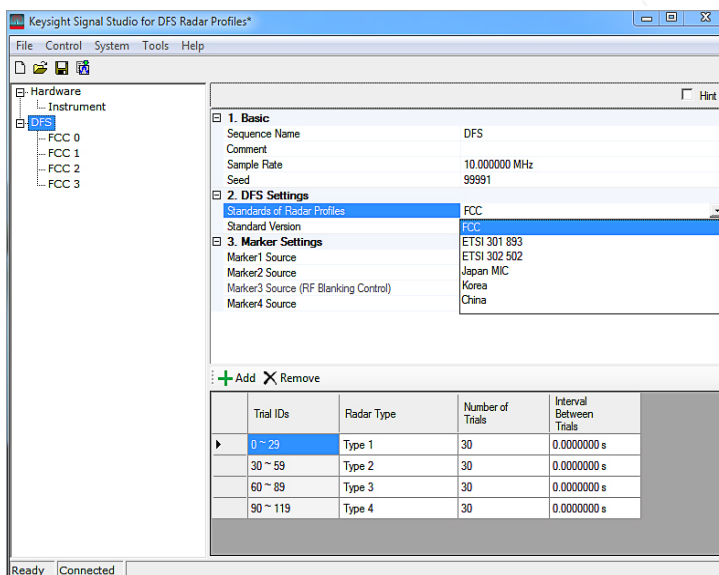 Keysight Signal Studio for DFS Radar Profiles*
File Control System Tools Help
Hardware
Instrument
DFS
FCC 0
FCC 1
FCC 2
FCC 3
Hint
1. Basic
Sequence Name DFS
Comment
Sample Rate 10.000000 MHz
Seed 99991
2. DFS Settings
Standards of Radar Profiles FCC
Standard Version
FCC
ETSI 301 893
ETSI 302 502
Japan MIC
Korea
China
3. Marker Settings
Marker1 Source
Marker2 Source
Marker3 Source (RF Blanking Control)
Marker4 Source
Add Remove
Trial IDs Radar Type Number of Trials Interval Between Trials
0 ~ 29 Type 1 30 0.0000000 s
30 ~ 59 Type 2 30 0.0000000 s
60 ~ 89 Type 3 30 0.0000000 s
90 ~ 119 Type 4 30 0.0000000 s
Ready Connected